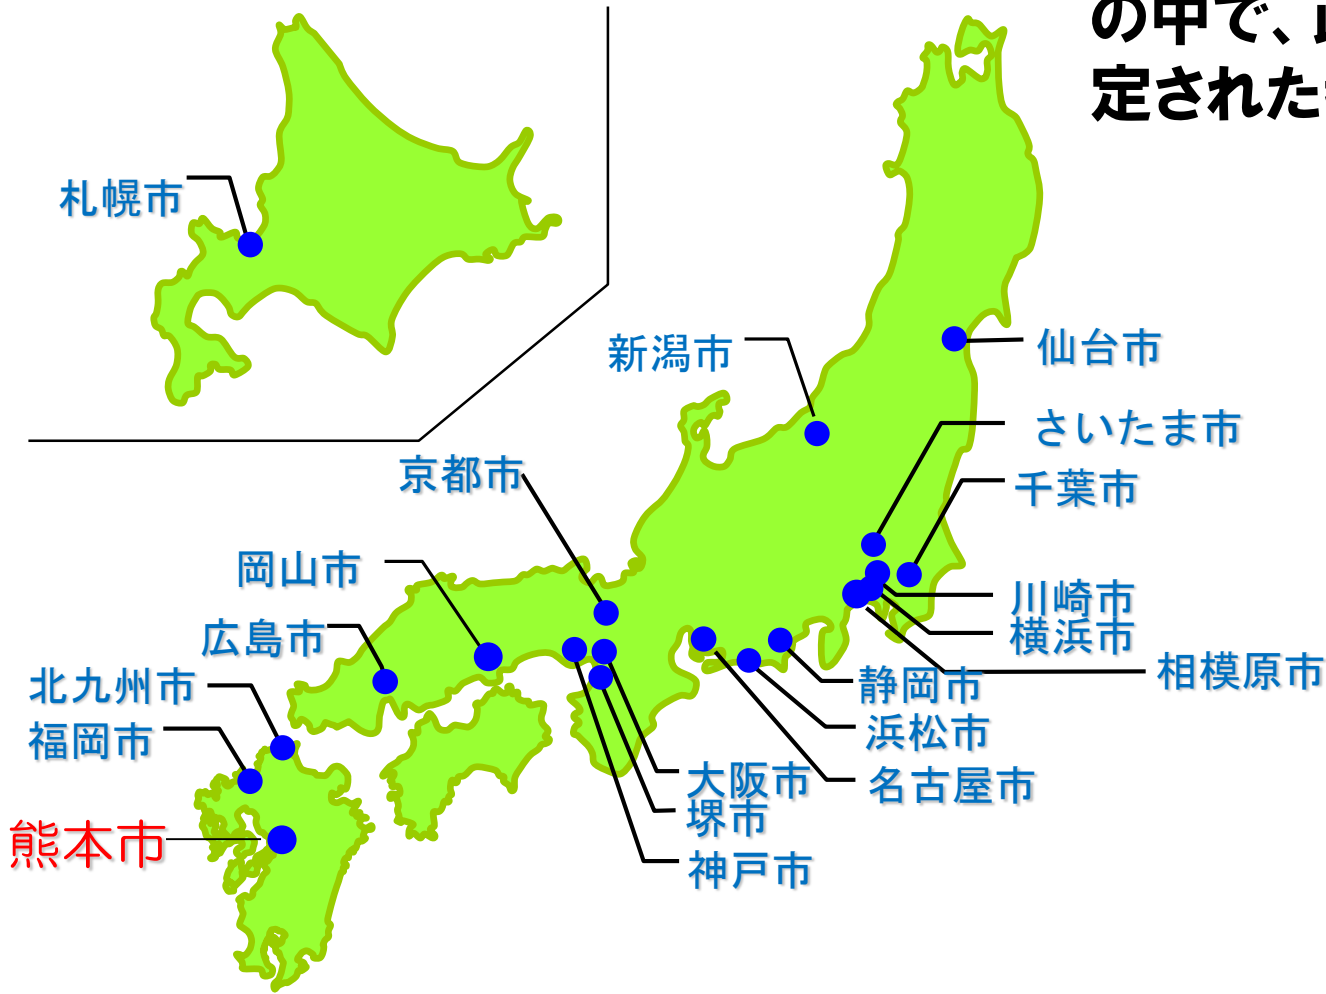 の中で、
定された
札幌市
仙台市
新潟市
さいたま市
京都市
千葉市
岡山市
川崎市
広島市
横浜市
相模原市
北九州市
静岡市
福岡市
浜松市
大阪市
名古屋市
堺市
熊本市
神戸市